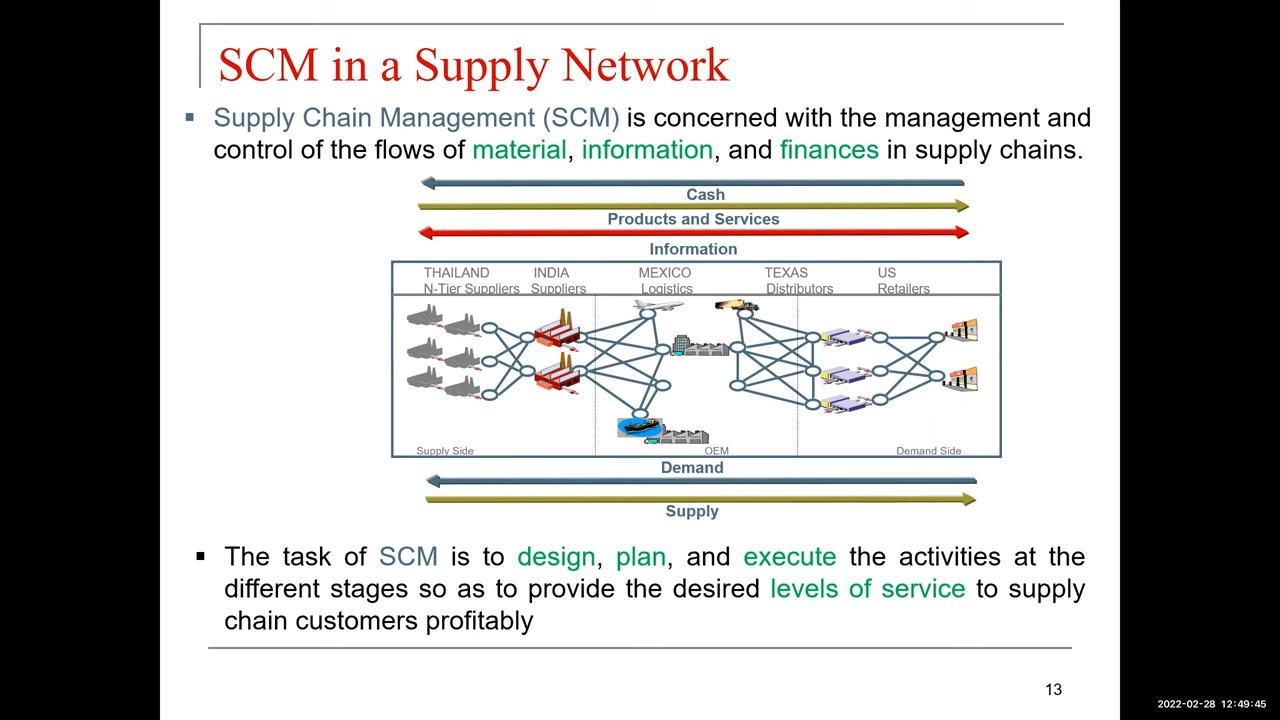 SCM in a Supply Network
▪ Supply Chain Management (SCM) is concerned with the management and
control of the flows of material, information, and finances in supply chains.
Cash
Products and Services
Information
THAILAND INDIA MEXICO TEXAS US
N-Tier Suppliers Suppliers Logistics Distributors Retailers
Supply Side OEM Demand Side
Demand
Supply
▪ The task of SCM is to design, plan, and execute the activities at the
different stages so as to provide the desired levels of service to supply
chain customers profitably
13
2022-02-28 12:49:45